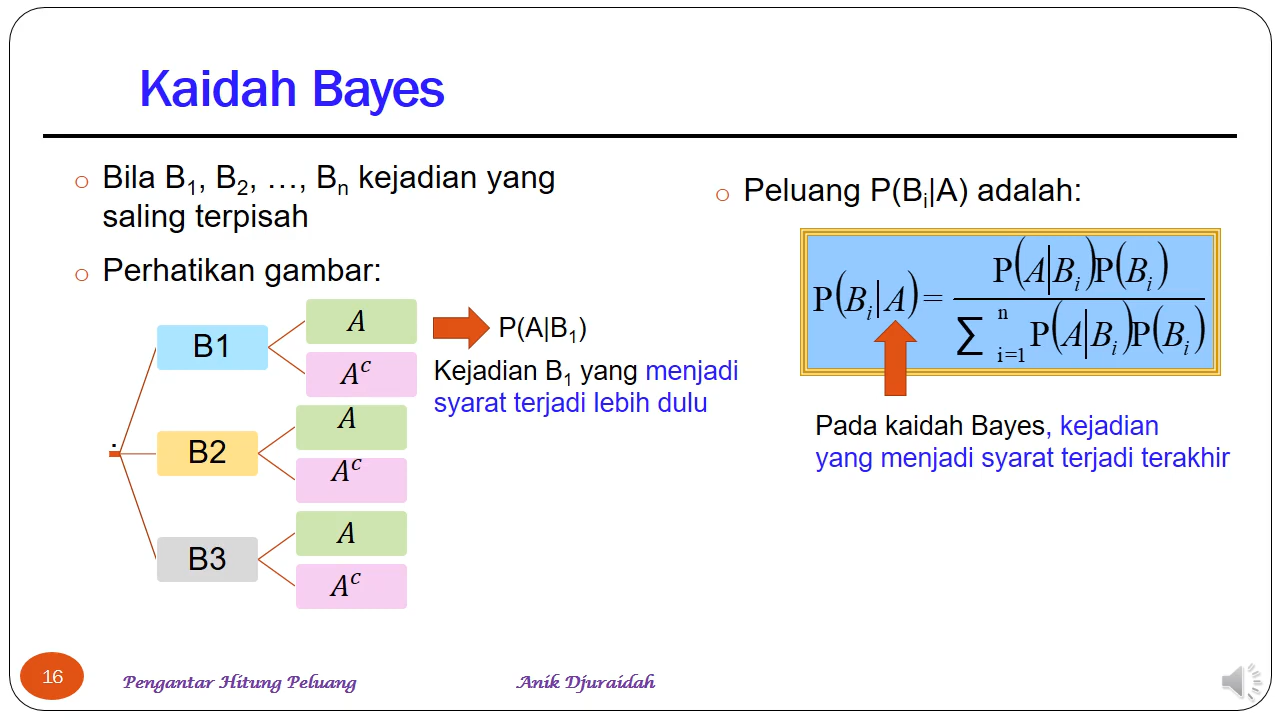 Kaidah Bayes
Bila B₁, B₂, …, Bₙ kejadian yang
saling terpisah
Perhatikan gambar:
B1
A
Aᶜ
B2
A
Aᶜ
B3
A
Aᶜ
P(A|B₁)
Kejadian B₁ yang menjadi
syarat terjadi lebih dulu
Peluang P(Bᵢ|A) adalah:
P(Bᵢ|A) = P(A|Bᵢ)P(Bᵢ) / ∑ⁿᵢ₌₁ P(A|Bᵢ)P(Bᵢ)
Pada kaidah Bayes, kejadian
yang menjadi syarat terjadi terakhir
16
Pengantar Hitung Peluang
Anik Djuraidah